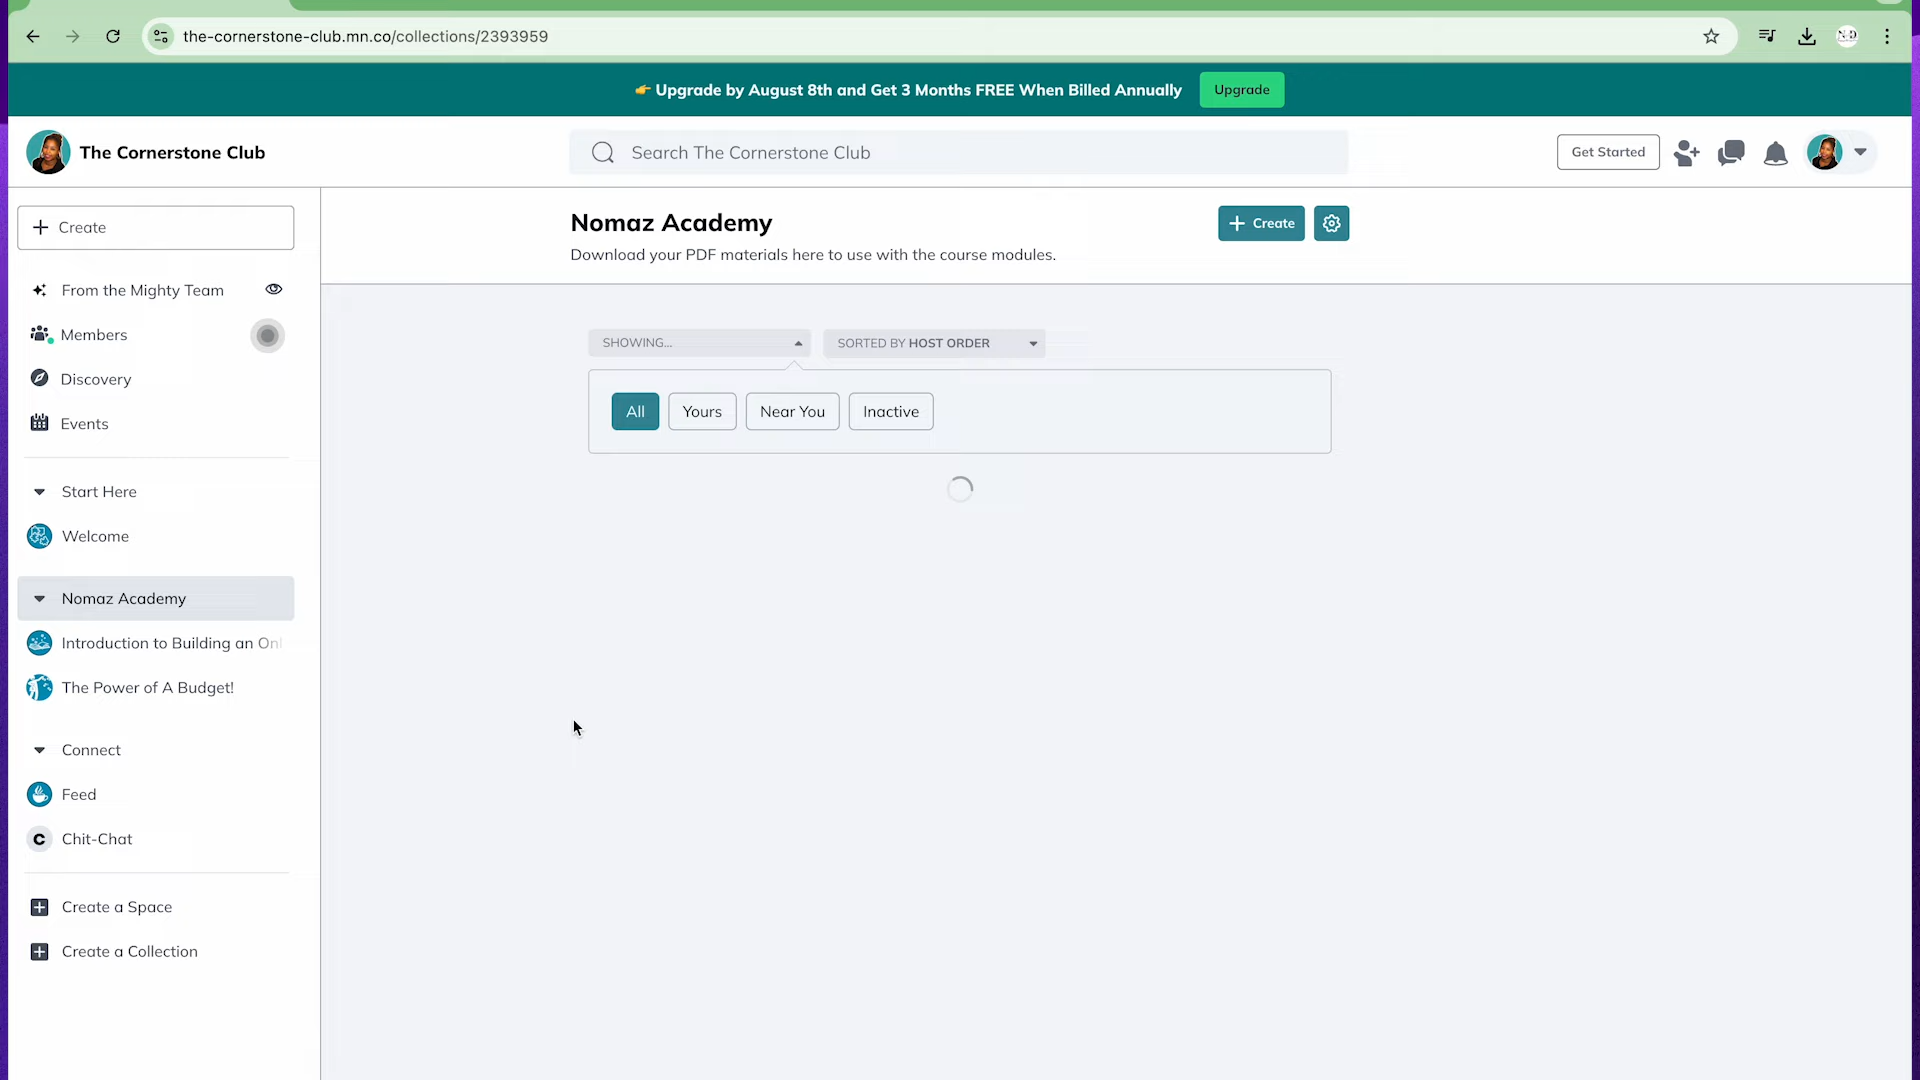 the-cornerstone-club.mn.co/collections/2393959
👉 Upgrade by August 8th and Get 3 Months FREE When Billed Annually
Upgrade
The Cornerstone Club
Search The Cornerstone Club
Get Started
Create
Nomaz Academy
Create
Download your PDF materials here to use with the course modules.
From the Mighty Team
Members
Discovery
Events
SHOWING...
SORTED BY HOST ORDER
All
Yours
Near You
Inactive
Start Here
Welcome
Nomaz Academy
Introduction to Building an Onl
The Power of A Budget!
Connect
Feed
C
Chit-Chat
Create a Space
Create a Collection